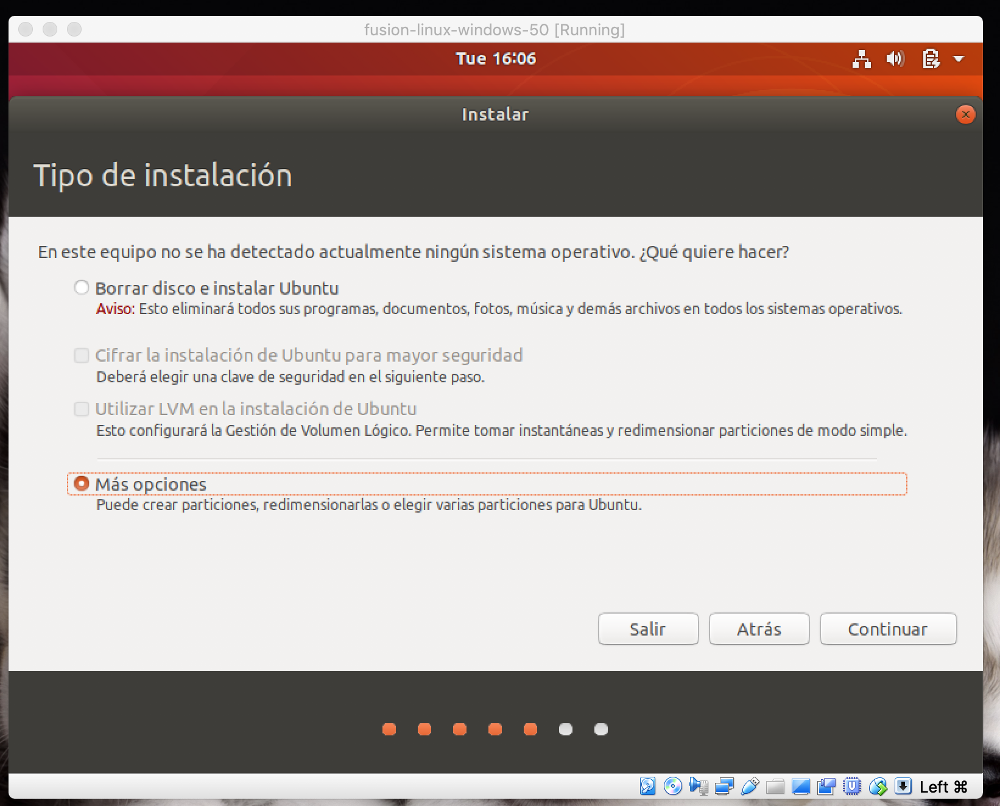 fusion-linux-windows-50 [Running]
Tue 16:06
Instalar
Tipo de instalación
En este equipo no se ha detectado actualmente ningún sistema operativo. ¿Qué quiere hacer?
Borrar disco e instalar Ubuntu
Aviso: Esto eliminará todos sus programas, documentos, fotos, música y demás archivos en todos los sistemas operativos.
Cifrar la instalación de Ubuntu para mayor seguridad
Deberá elegir una clave de seguridad en el siguiente paso.
Utilizar LVM en la instalación de Ubuntu
Esto configurará la Gestión de Volumen Lógico. Permite tomar instantáneas y redimensionar particiones de modo simple.
Más opciones
Puede crear particiones, redimensionarlas o elegir varias particiones para Ubuntu.
Salir Atrás Continuar
Left ⌘